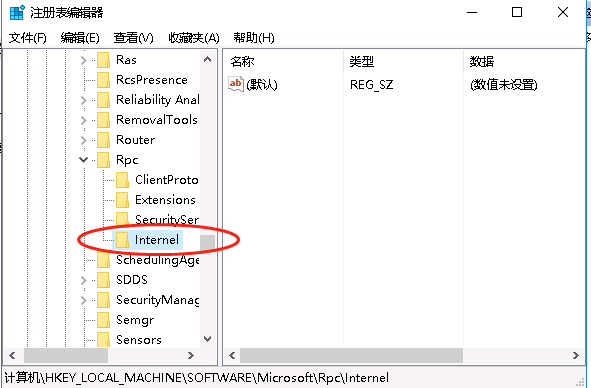 注册表编辑器
文件(F) 编辑(E) 查看(V) 收藏夹(A) 帮助(H)
Ras
RcsPresence
Reliability Anal
RemovalTools
Router
Rpc
ClientProto
Extensions
SecuritySer
Internel
SchedulingAge
SDDS
SecurityManag
Semgr
Sensors
名称 类型 数据
ab (默认) REG_SZ (数值未设置)
计算机\HKEY_LOCAL_MACHINE\SOFTWARE\Microsoft\Rpc\Internel